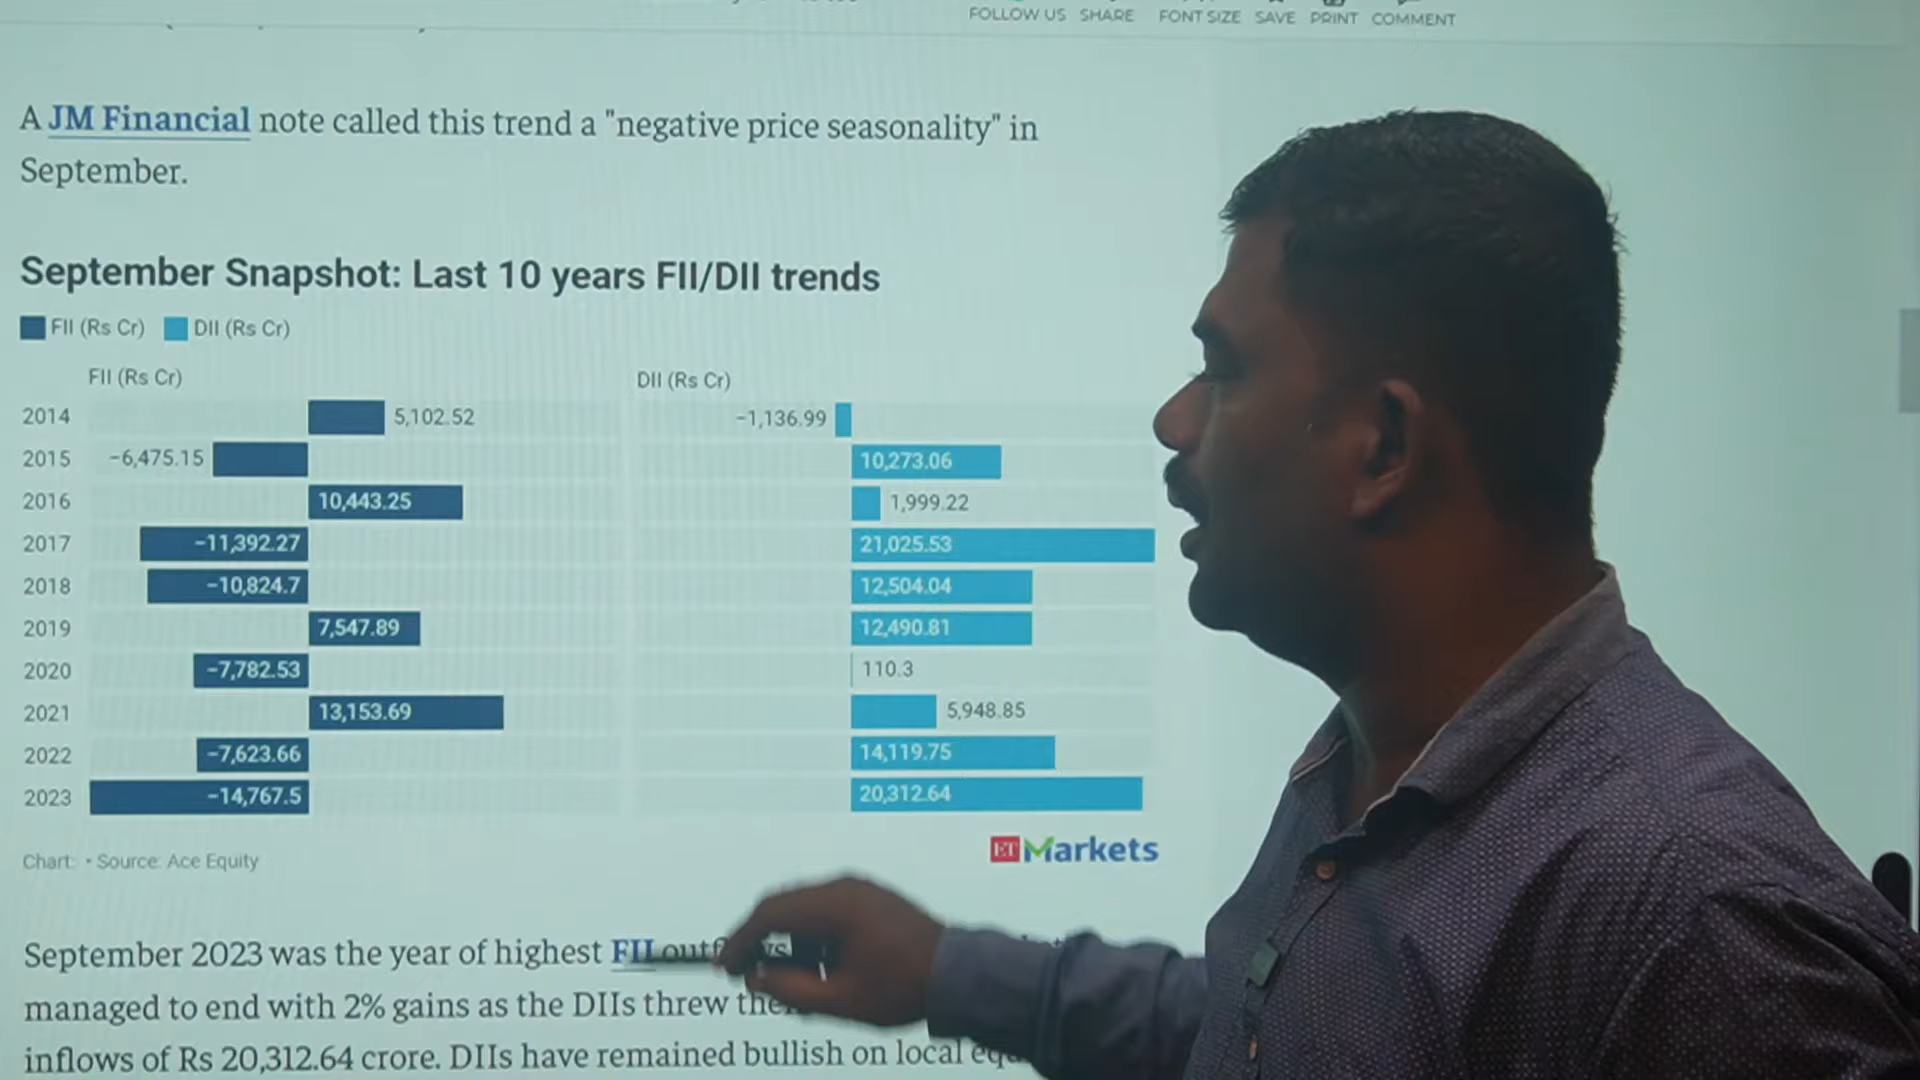 FOLLOW US SHARE FONT SIZE SAVE PRINT COMMENT
A JM Financial note called this trend a "negative price seasonality" in
September.
September Snapshot: Last 10 years FII/DII trends
FII (Rs Cr) DII (Rs Cr)
FII (Rs Cr) DII (Rs Cr)
2014 5,102.52 −1,136.99
2015 −6,475.15 10,273.06
2016 10,443.25 1,999.22
2017 −11,392.27 21,025.53
2018 −10,824.7 12,504.04
2019 7,547.89 12,490.81
2020 −7,782.53 110.3
2021 13,153.69 5,948.85
2022 −7,623.66 14,119.75
2023 −14,767.5 20,312.64
ET Markets
Chart: • Source: Ace Equity
September 2023 was the year of highest FII
managed to end with 2% gains as the DIIs threw
inflows of Rs 20,312.64 crore. DIIs have remained bullish on local